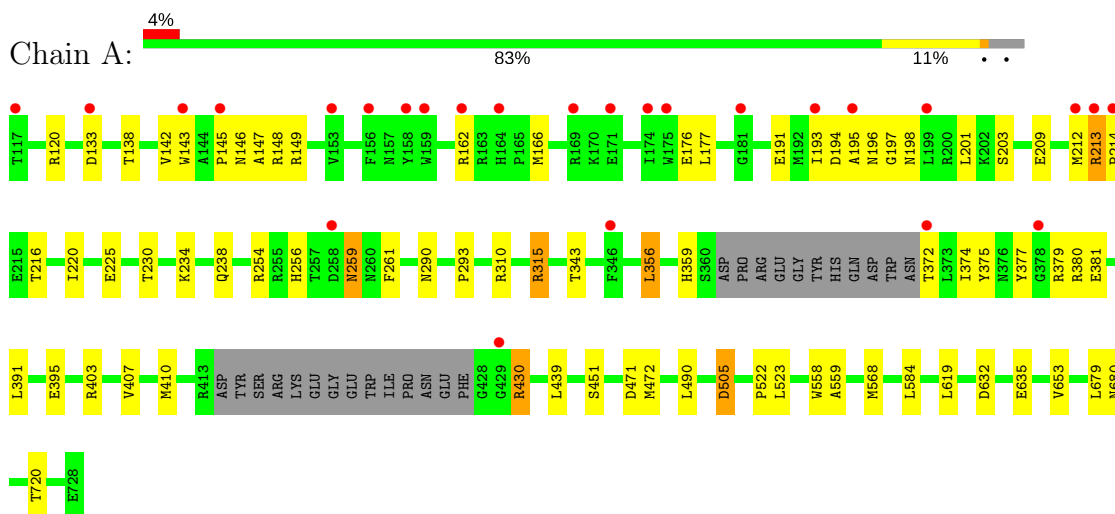 4%
Chain A:
83% 11% • •
T117 R120 D133 T138 V142 W143 A144 P145 N146 A147 R148 R149 V153 F156 N157 Y158 W159 R162 R163 H164 P165 M166 R169 K170 E171 I174 W175 E176 L177 G181 E191 M192 I193 D194 A195 N196 G197 N198 L199 R200 L201 K202 S203 E209 M212 R213 P214
E215 T216 I220 E225 T230 K234 Q238 R254 R255 H256 T257 D258 N259 N260 F261 N290 P293 R310 R315 T343 F346 L356 H359 S360 ASP PRO ARG GLU GLY TYR HIS GLN ASP TRP ASN T372 L373 I374 Y375 N376 Y377 G378 R379 R380 E381
L391 E395 R403 V407 M410 R413 ASP TYR SER ARG LYS GLU GLY GLU TRP ILE PRO ASN GLU PHE G428 G429 R430 L439 S451 D471 M472 L490 D505 P522 L523 W558 A559 M568 L584 L619 D632 E635 V653 L679 N680
T720 E728